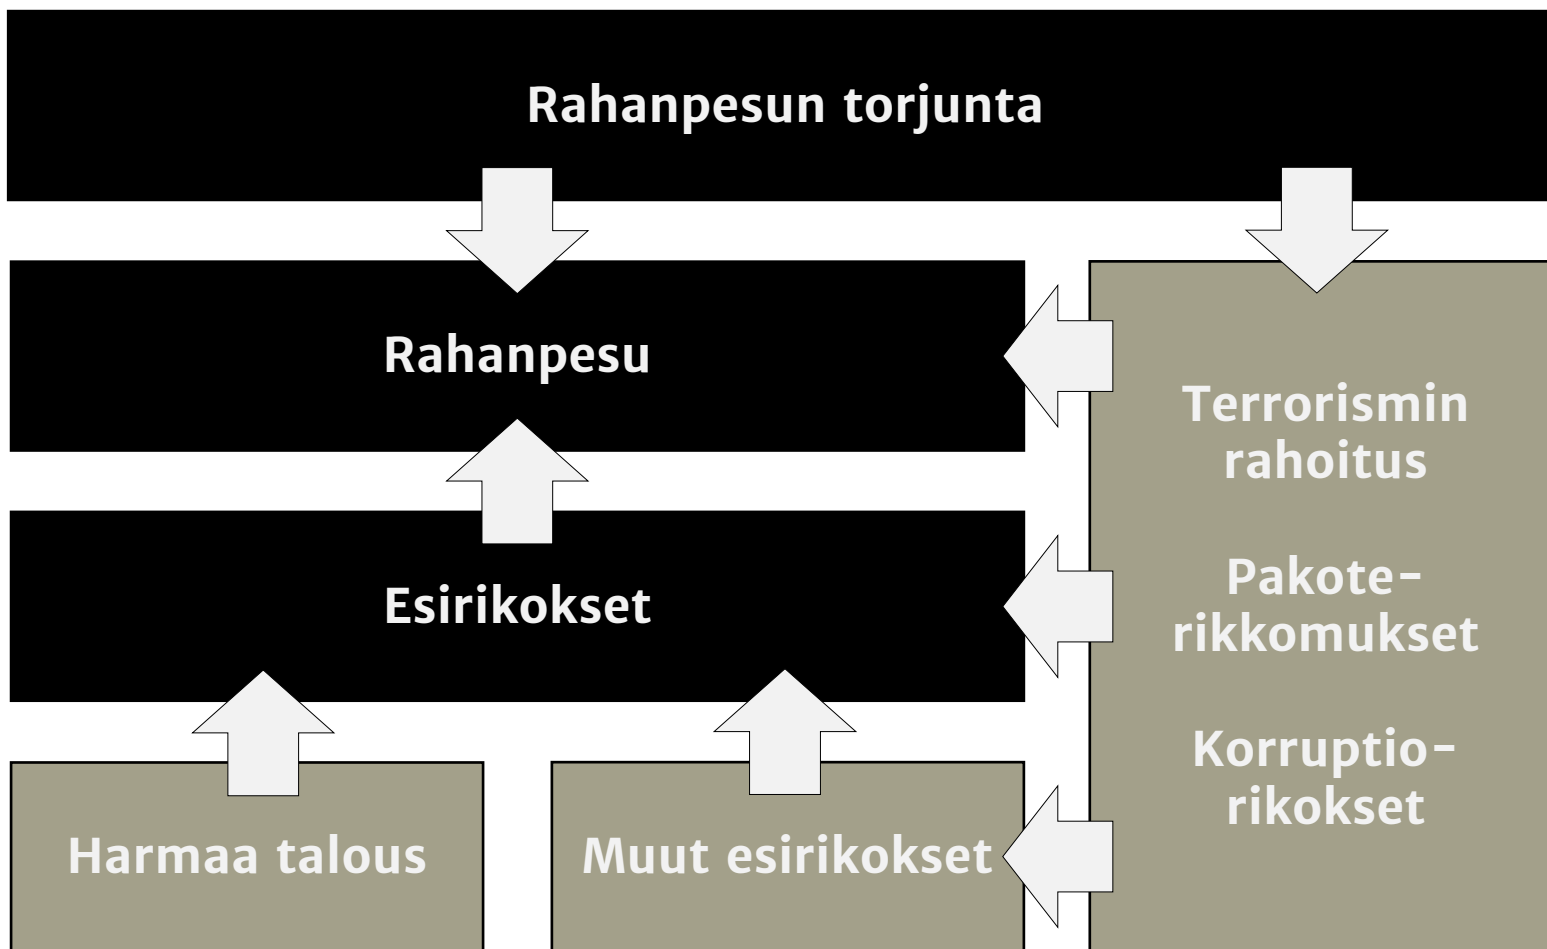 Rahanpesun torjunta
Rahanpesu
Terrorismin
rahoitus
Pakote-
rikkomukset
Korruptio-
rikokset
Esirikokset
Harmaa talous
Muut esirikokset